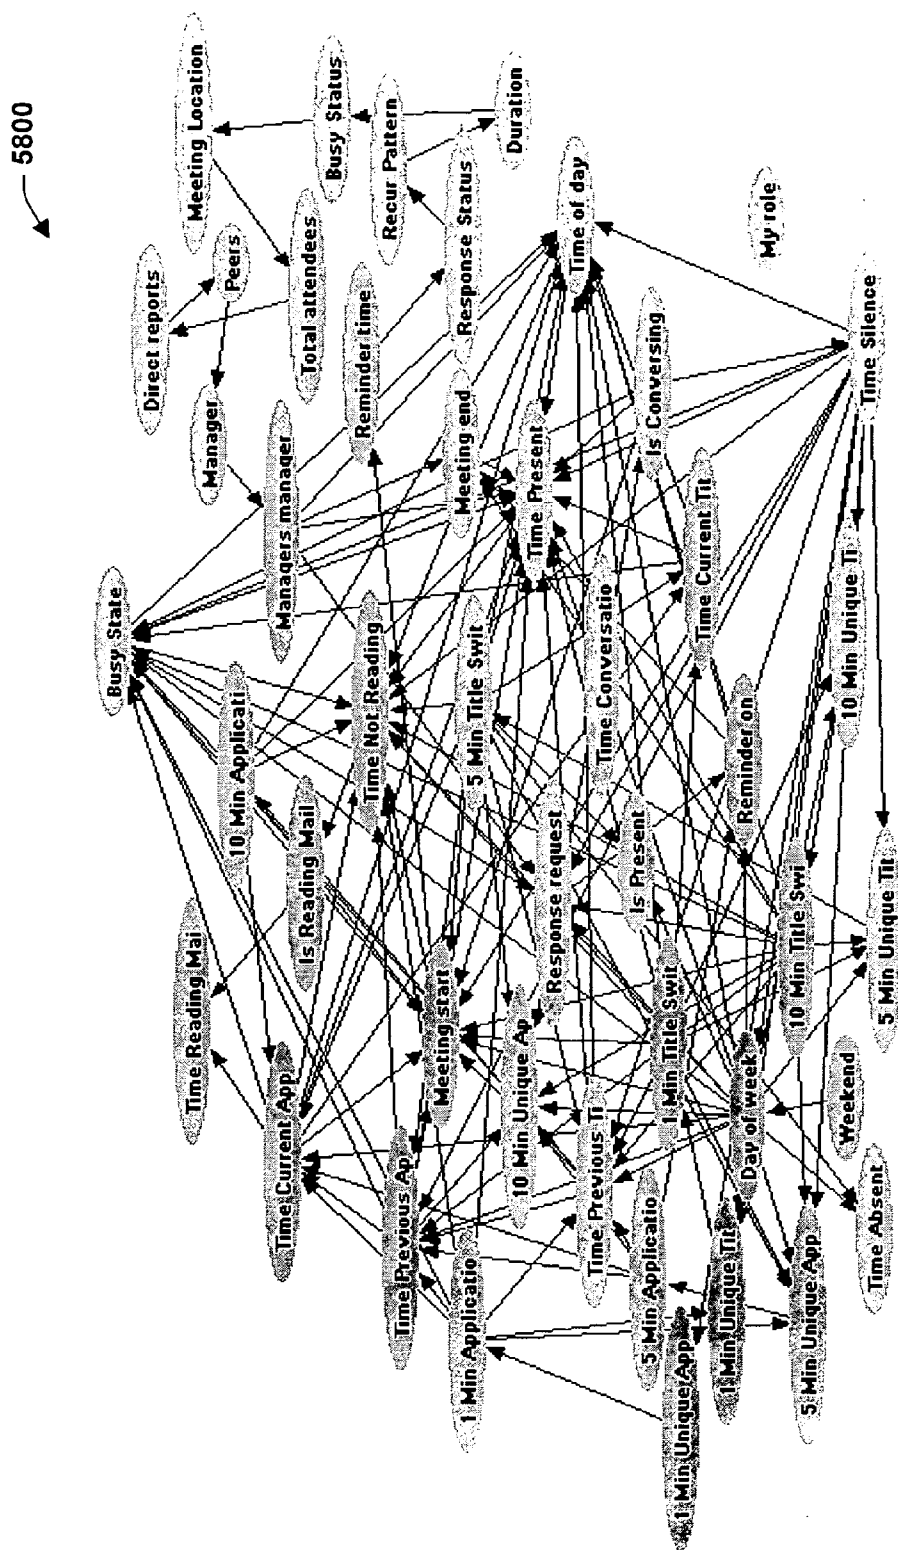 5800
Meeting Location
Busy Status
Recur Pattern
Duration
Direct reports
Peers
Total attendees
Response Status
Time of day
My role
Manager
Reminder time
Managers manager
Meeting end
Time Present
Is Conversing
Time Silence
Busy State
Time Not Reading
5 Min Title Swit
Time Conversatio
Time Current Tit
10 Min Unique Ti
10 Min Applicati
Is Reading Mail
Response request
Is Present
Reminder on
Time Reading Mai
Meeting start
10 Min Title Swi
5 Min Unique Tit
Time Current App
10 Min Unique Ap
1 Min Title Swit
Day of week
Weekend
Time Previous Ap
Time Previous Ti
5 Min Applicatio
Time Absent
1 Min Applicatio
1 Min Unique Tit
5 Min Unique App
1 Min Unique App